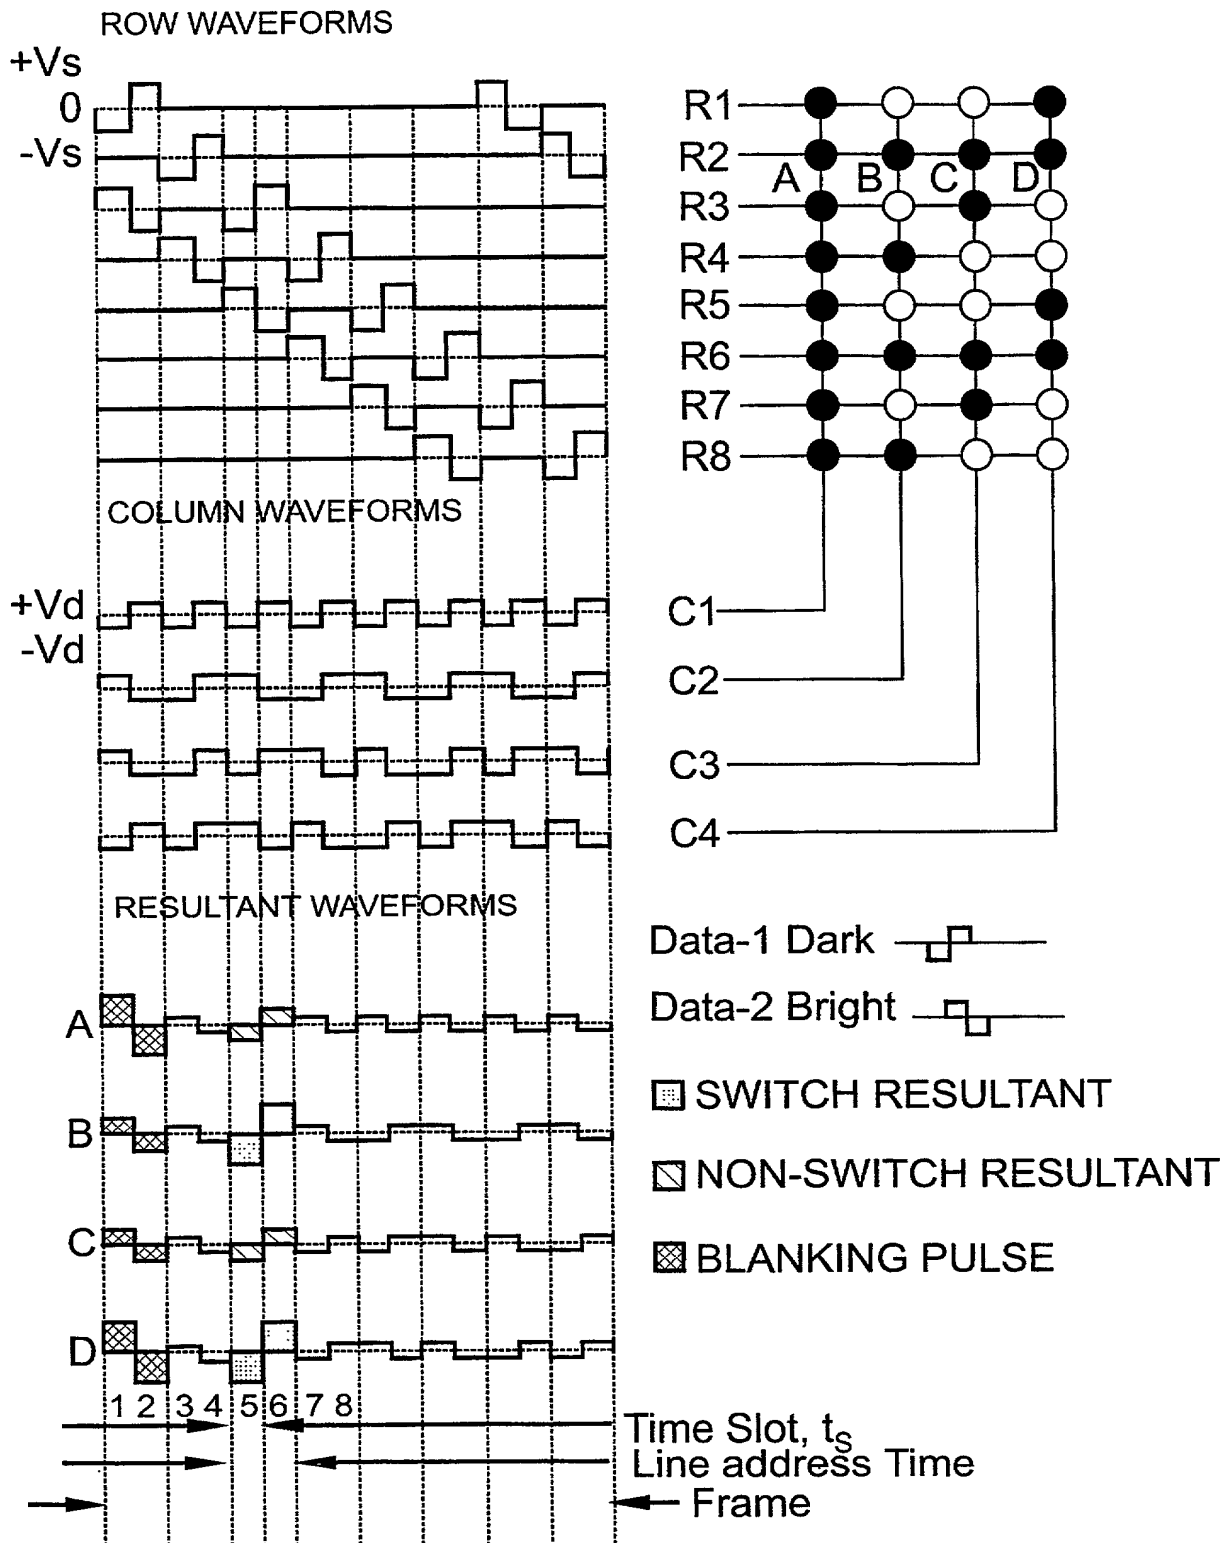 ROW WAVEFORMS
+Vs
0
-Vs
R1
R2
A B C D
R3
R4
R5
R6
R7
R8
COLUMN WAVEFORMS
+Vd
-Vd
C1
C2
C3
C4
RESULTANT WAVEFORMS
Data-1 Dark
Data-2 Bright
A
B
C
D
SWITCH RESULTANT
NON-SWITCH RESULTANT
BLANKING PULSE
1 2 3 4 5 6 7 8
Time Slot, tS
Line address Time
Frame